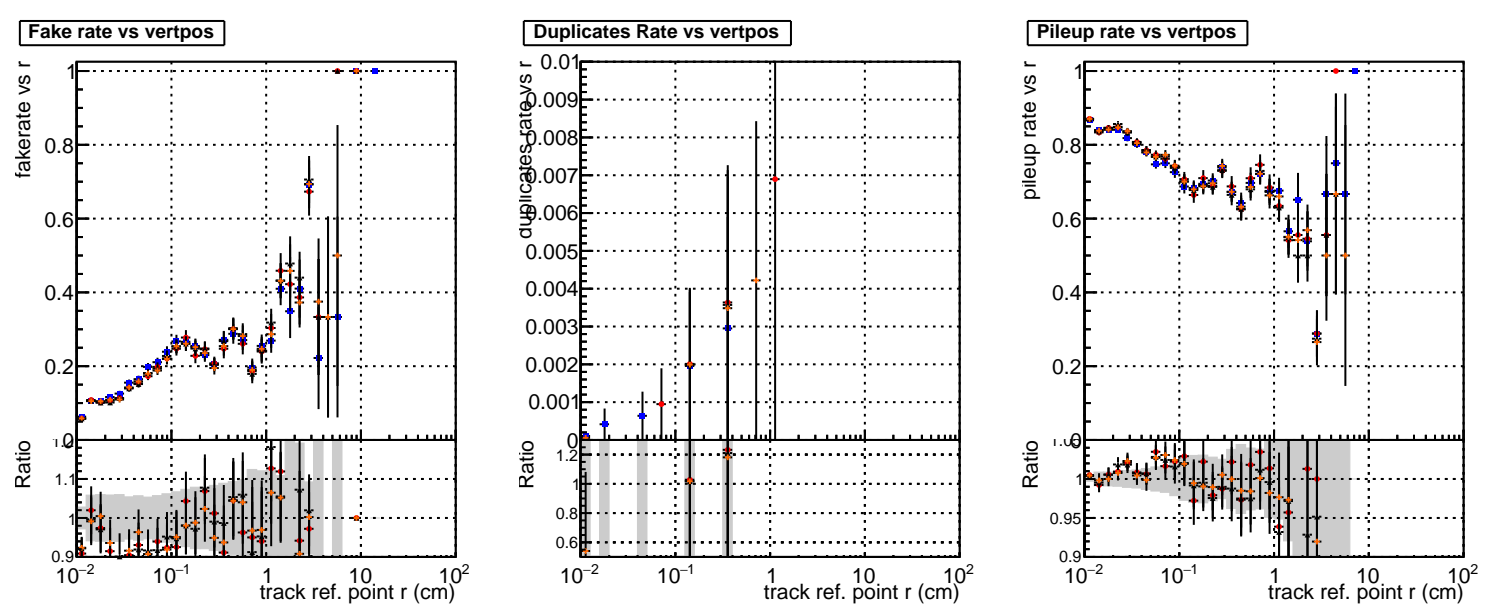 Fake rate vs vertpos
fakerate vs r
1
0.8
0.6
0.4
0.2
0
Ratio
1.2
1.1
1
0.9
10−2 10−1 1 10 102
track ref. point r (cm)
Duplicates Rate vs vertpos
duplicates rate vs r
0.01
0.009
0.008
0.007
0.006
0.005
0.004
0.003
0.002
0.001
0
Ratio
1.2
1
0.8
0.6
10−2 10−1 1 10 102
track ref. point r (cm)
Pileup rate vs vertpos
pileup rate vs r
1
0.8
0.6
0.4
0.2
Ratio
1
0.95
0.9
10−2 10−1 1 10 102
track ref. point r (cm)